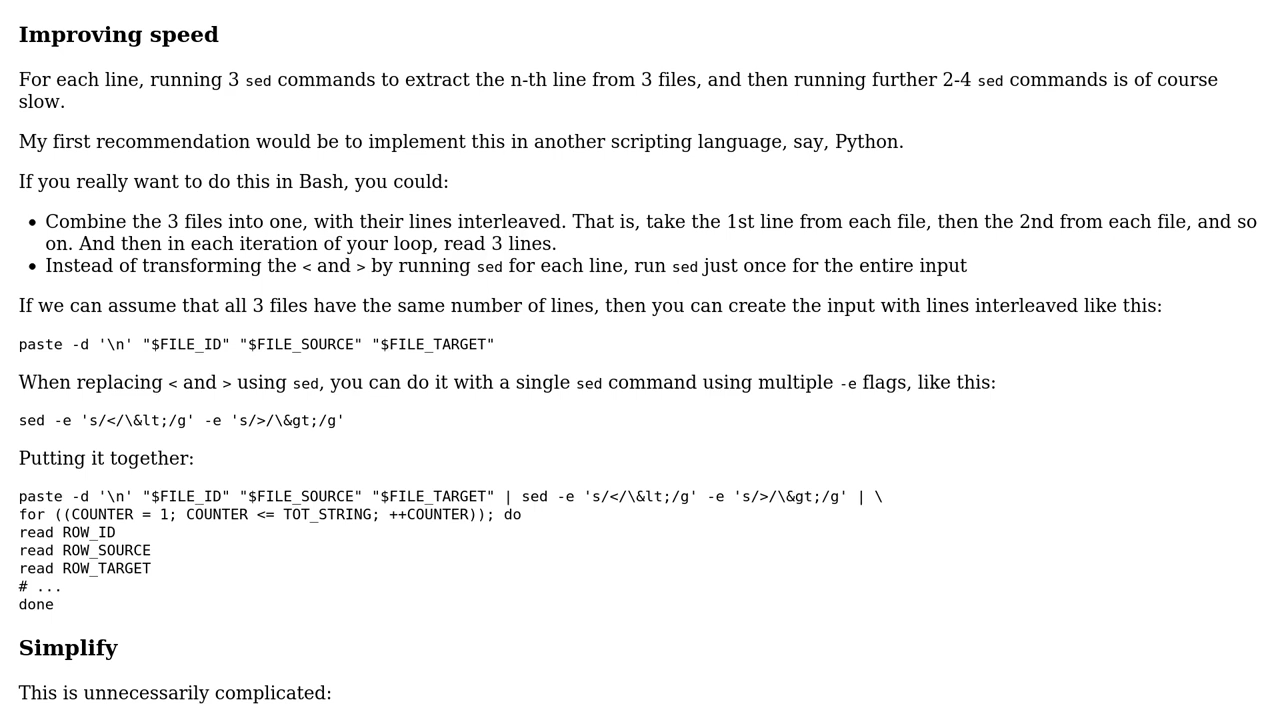 Improving speed
For each line, running 3 sed commands to extract the n-th line from 3 files, and then running further 2-4 sed commands is of course
slow.
My first recommendation would be to implement this in another scripting language, say, Python.
If you really want to do this in Bash, you could:
• Combine the 3 files into one, with their lines interleaved. That is, take the 1st line from each file, then the 2nd from each file, and so
on. And then in each iteration of your loop, read 3 lines.
• Instead of transforming the < and > by running sed for each line, run sed just once for the entire input
If we can assume that all 3 files have the same number of lines, then you can create the input with lines interleaved like this:
paste -d '\n' "$FILE_ID" "$FILE_SOURCE" "$FILE_TARGET"
When replacing < and > using sed, you can do it with a single sed command using multiple -e flags, like this:
sed -e 's/</\&lt;/g' -e 's/>/\&gt;/g'
Putting it together:
paste -d '\n' "$FILE_ID" "$FILE_SOURCE" "$FILE_TARGET" | sed -e 's/</\&lt;/g' -e 's/>/\&gt;/g' | \
for ((COUNTER = 1; COUNTER <= TOT_STRING; ++COUNTER)); do
read ROW_ID
read ROW_SOURCE
read ROW_TARGET
# ...
done
Simplify
This is unnecessarily complicated: